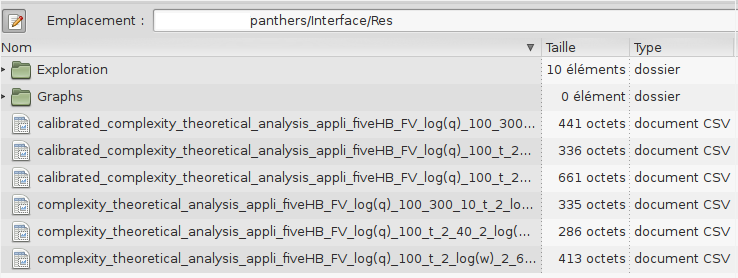 Emplacement : panthers/Interface/Res
Nom Taille Type
Exploration 10 éléments dossier
Graphs 0 élément dossier
calibrated_complexity_theoretical_analysis_appli_fiveHB_FV_log(q)_100_300... 441 octets document CSV
calibrated_complexity_theoretical_analysis_appli_fiveHB_FV_log(q)_100_t_2... 336 octets document CSV
calibrated_complexity_theoretical_analysis_appli_fiveHB_FV_log(q)_100_t_2... 661 octets document CSV
complexity_theoretical_analysis_appli_fiveHB_FV_log(q)_100_300_10_t_2_lo... 335 octets document CSV
complexity_theoretical_analysis_appli_fiveHB_FV_log(q)_100_t_2_40_2_log(... 286 octets document CSV
complexity_theoretical_analysis_appli_fiveHB_FV_log(q)_100_t_2_log(w)_2_6... 413 octets document CSV